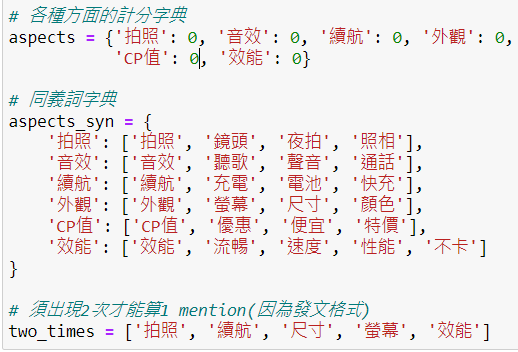 # 各種方面的計分字典
aspects = {'拍照': 0, '音效': 0, '續航': 0, '外觀': 0,
'CP值': 0, '效能': 0}
# 同義詞字典
aspects_syn = {
'拍照': ['拍照', '鏡頭', '夜拍', '照相'],
'音效': ['音效', '聽歌', '聲音', '通話'],
'續航': ['續航', '充電', '電池', '快充'],
'外觀': ['外觀', '螢幕', '尺寸', '顏色'],
'CP值': ['CP值', '優惠', '便宜', '特價'],
'效能': ['效能', '流暢', '速度', '性能', '不卡']
}
# 須出現2次才能算1 mention(因為發文格式)
two_times = ['拍照', '續航', '尺寸', '螢幕', '效能']